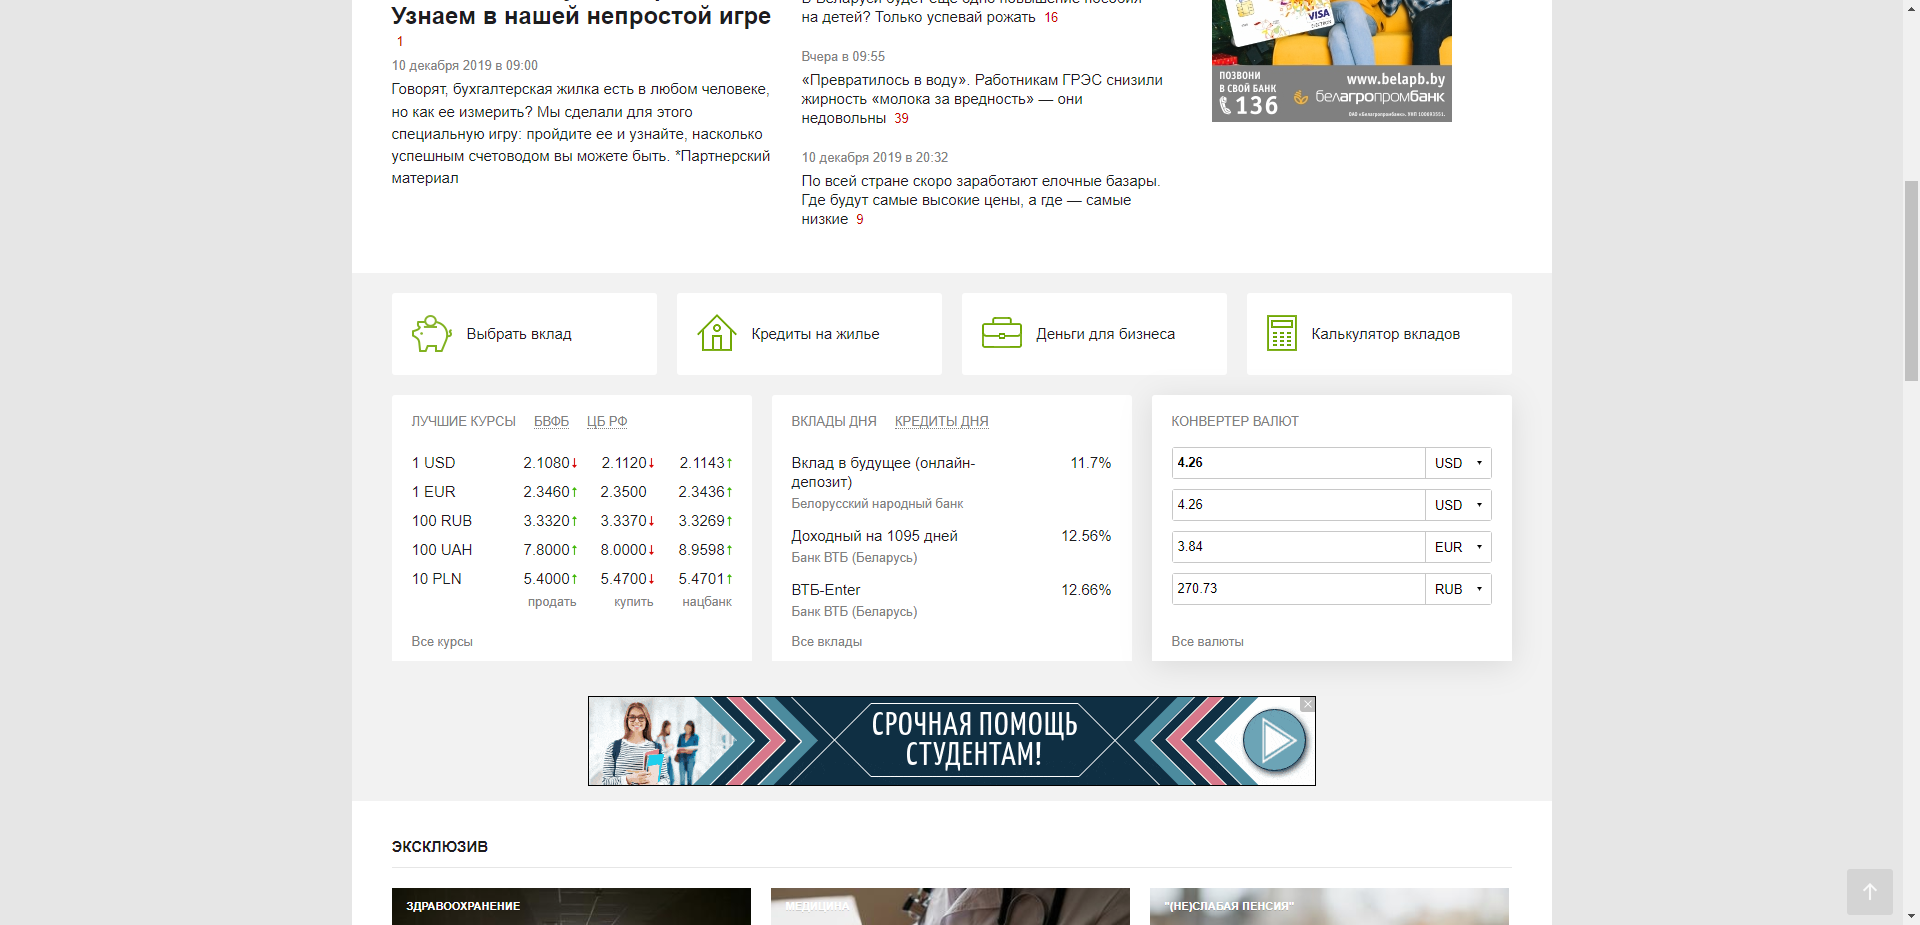 Узнаем в нашей непростой игре
1
10 декабря 2019 в 09:00
Говорят, бухгалтерская жилка есть в любом человеке,
но как ее измерить? Мы сделали для этого
специальную игру: пройдите ее и узнайте, насколько
успешным счетоводом вы можете быть. *Партнерский
материал
на детей? Только успевай рожать 16
Вчера в 09:55
«Превратилось в воду». Работникам ГРЭС снизили
жирность «молока за вредность» — они
недовольны 39
10 декабря 2019 в 20:32
По всей стране скоро заработают елочные базары.
Где будут самые высокие цены, а где — самые
низкие 9
VISA
ПОЗВОНИ
В СВОЙ БАНК
136
www.belapb.by
белагропромбанк
ОАО «Белагропромбанк». УНП 100693551.
Выбрать вклад
Кредиты на жилье
Деньги для бизнеса
Калькулятор вкладов
ЛУЧШИЕ КУРСЫ БВФБ ЦБ РФ
1 USD 2.1080↓ 2.1120↓ 2.1143↑
1 EUR 2.3460↑ 2.3500 2.3436↑
100 RUB 3.3320↑ 3.3370↓ 3.3269↑
100 UAH 7.8000↑ 8.0000↓ 8.9598↑
10 PLN 5.4000↑ 5.4700↓ 5.4701↑
продать купить нацбанк
Все курсы
ВКЛАДЫ ДНЯ КРЕДИТЫ ДНЯ
Вклад в будущее (онлайн-
депозит) 11.7%
Белорусский народный банк
Доходный на 1095 дней 12.56%
Банк ВТБ (Беларусь)
ВТБ-Enter 12.66%
Банк ВТБ (Беларусь)
Все вклады
КОНВЕРТЕР ВАЛЮТ
4.26 USD
4.26 USD
3.84 EUR
270.73 RUB
Все валюты
СРОЧНАЯ ПОМОЩЬ
СТУДЕНТАМ!
ЭКСКЛЮЗИВ
ЗДРАВООХРАНЕНИЕ
МЕДИЦИНА
"(НЕ)СЛАБАЯ ПЕНСИЯ"